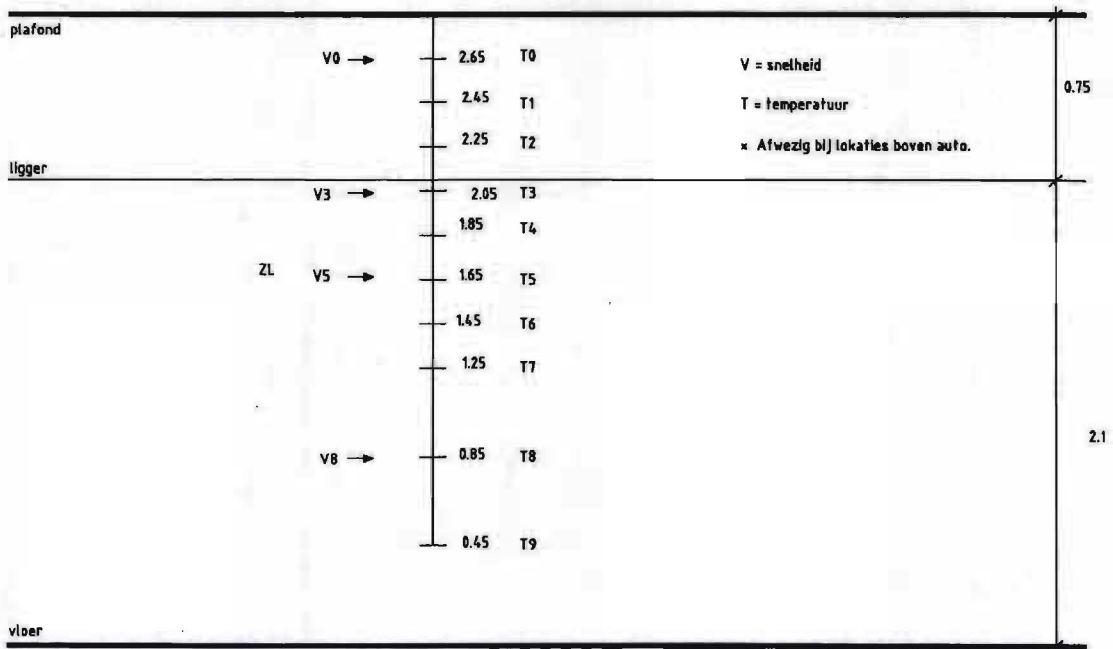 plafond
V0 2.65 T0
V = snelheid
0.75
2.45 T1
T = temperatuur
2.25 T2
× Afwezig bij lokaties boven auto.
ligger
V3 2.05 T3
1.85 T4
ZL V5 1.65 T5
1.45 T6
1.25 T7
2.1
V8 0.85 T8
0.45 T9
vloer